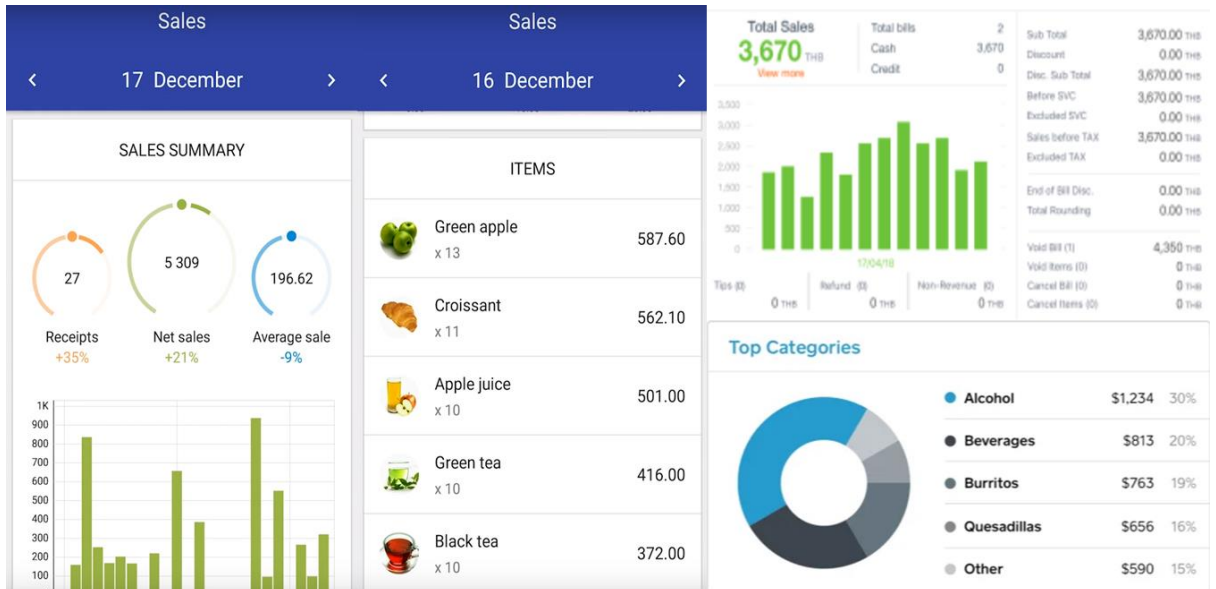 Sales
< 17 December >
SALES SUMMARY
27
5 309
196.62
Receipts
+35%
Net sales
+21%
Average sale
-9%
1K
900
800
700
600
500
400
300
200
100
Sales
< 16 December >
ITEMS
Green apple
x 13
587.60
Croissant
x 11
562.10
Apple juice
x 10
501.00
Green tea
x 10
416.00
Black tea
x 10
372.00
Total Sales
3,670 THB
View more
Total bills 2
Cash 3,670
Credit 0
3,500
3,000
2,500
2,000
1,500
1,000
500
0
17/04/18
Tips (0)
0 THB
Refund (0)
0 THB
Non-Revenue (0)
0 THB
Sub Total 3,670.00 THB
Discount 0.00 THB
Disc. Sub Total 3,670.00 THB
Before SVC 3,670.00 THB
Excluded SVC 0.00 THB
Sales before TAX 3,670.00 THB
Excluded TAX 0.00 THB
End of Bill Disc. 0.00 THB
Total Rounding 0.00 THB
Void Bill (1) 4,350 THB
Void Items (0) 0 THB
Cancel Bill (0) 0 THB
Cancel Items (0) 0 THB
Top Categories
Alcohol $1,234 30%
Beverages $813 20%
Burritos $763 19%
Quesadillas $656 16%
Other $590 15%